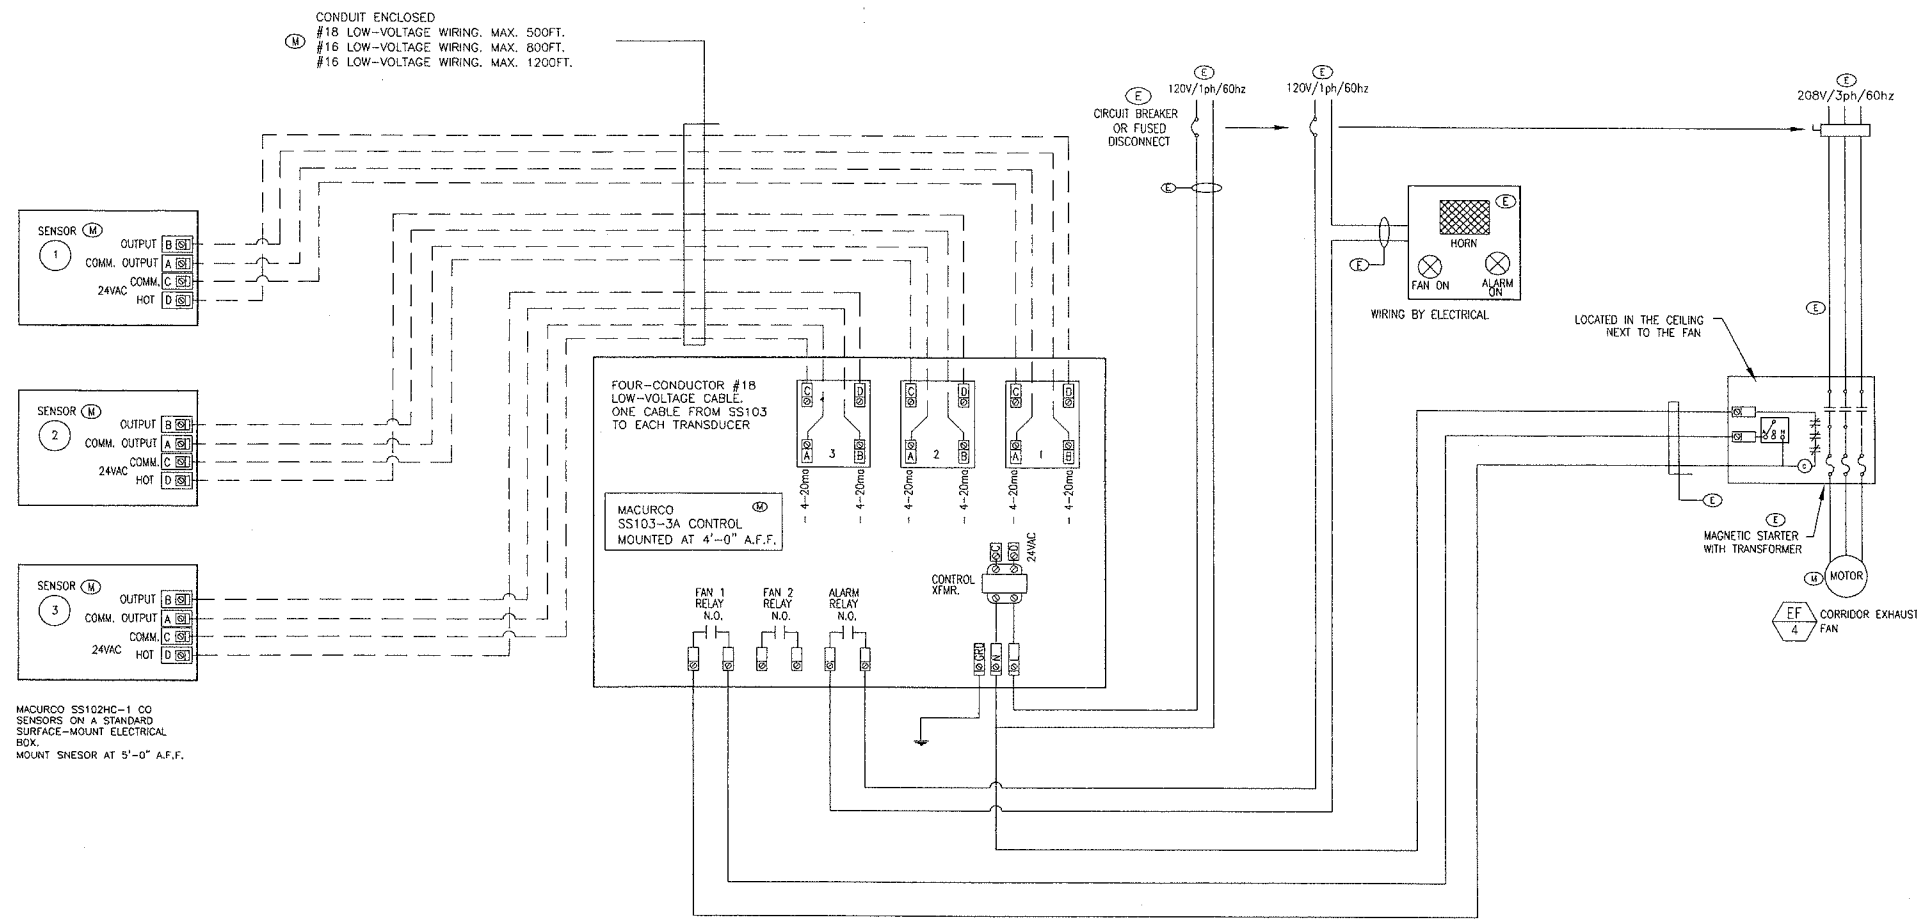 CONDUIT ENCLOSED
M #18 LOW-VOLTAGE WIRING. MAX. 500FT.
#16 LOW-VOLTAGE WIRING. MAX. 800FT.
#16 LOW-VOLTAGE WIRING. MAX. 1200FT.
E
120V/1ph/60hz
E
120V/1ph/60hz
E
208V/3ph/60hz
E
CIRCUIT BREAKER
OR FUSED
DISCONNECT
E
E
HORN
FAN ON
ALARM
ON
E
WIRING BY ELECTRICAL
E
LOCATED IN THE CEILING
NEXT TO THE FAN
SENSOR M
1
OUTPUT B
COMM. OUTPUT A
COMM. C
24VAC
HOT D
SENSOR M
2
OUTPUT B
COMM. OUTPUT A
COMM. C
24VAC
HOT D
SENSOR M
3
OUTPUT B
COMM. OUTPUT A
COMM. C
24VAC
HOT D
MACURCO SS102HC-1 CO
SENSORS ON A STANDARD
SURFACE-MOUNT ELECTRICAL
BOX.
MOUNT SNESOR AT 5'-0" A.F.F.
FOUR-CONDUCTOR #18
LOW-VOLTAGE CABLE.
ONE CABLE FROM SS103
TO EACH TRANSDUCER
C D C D C D
A 3 B A 2 B A 1 B
- 4-20ma
- 4-20ma
- 4-20ma
- 4-20ma
- 4-20ma
- 4-20ma
MACURCO M
SS103-3A CONTROL
MOUNTED AT 4'-0" A.F.F.
C D
24VAC
CONTROL
XFMR.
FAN 1
RELAY
N.O.
FAN 2
RELAY
N.O.
ALARM
RELAY
N.O.
GRD N L
C
E
E
MAGNETIC STARTER
WITH TRANSFORMER
M MOTOR
EF
4
CORRIDOR EXHAUST
FAN